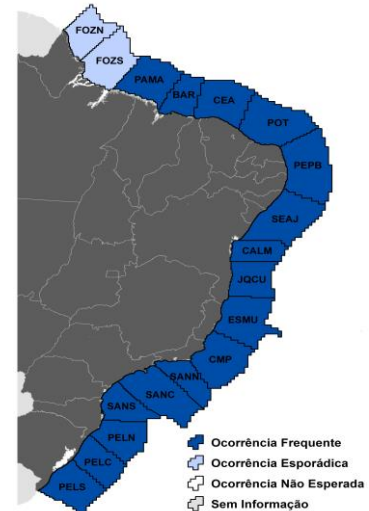 FOZN
FOZS
PAMA
BAR
CEA
POT
PEPB
SEAJ
CALM
JQCU
ESMU
CMP
SANN
SANC
SANS
PELN
PELC
PELS
Ocorrência Frequente
Ocorrência Esporádica
Ocorrência Não Esperada
Sem Informação